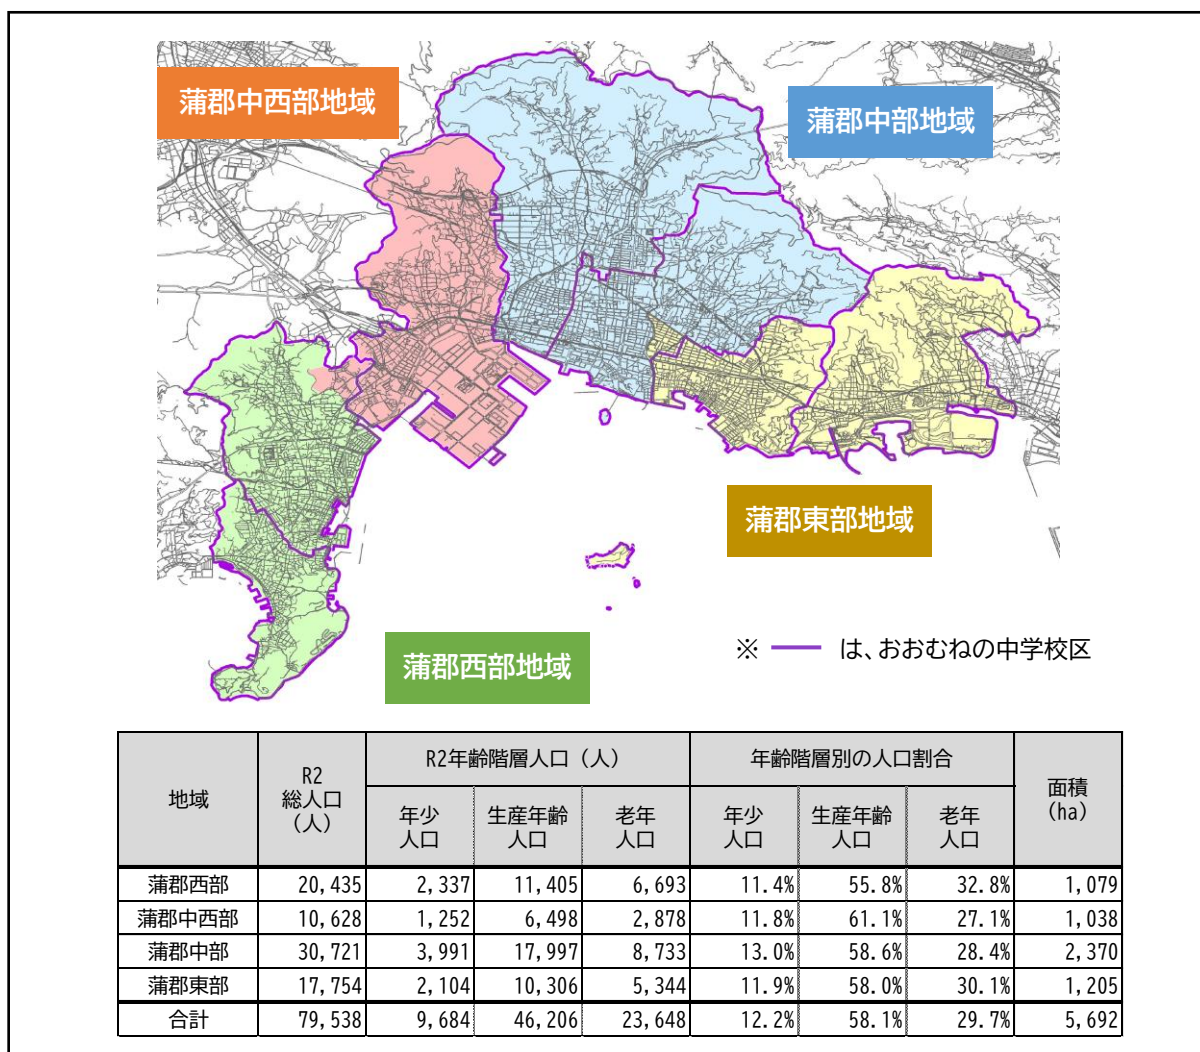 蒲郡中西部地域
蒲郡中部地域
蒲郡東部地域
※ は、おおむねの中学校区
蒲郡西部地域
地域 R2総人口（人） R2年齢階層人口（人） 年齢階層別の人口割合 面積（ha）
年少人口 生産年齢人口 老年人口 年少人口 生産年齢人口 老年人口
蒲郡西部 20,435 2,337 11,405 6,693 11.4% 55.8% 32.8% 1,079
蒲郡中西部 10,628 1,252 6,498 2,878 11.8% 61.1% 27.1% 1,038
蒲郡中部 30,721 3,991 17,997 8,733 13.0% 58.6% 28.4% 2,370
蒲郡東部 17,754 2,104 10,306 5,344 11.9% 58.0% 30.1% 1,205
合計 79,538 9,684 46,206 23,648 12.2% 58.1% 29.7% 5,692